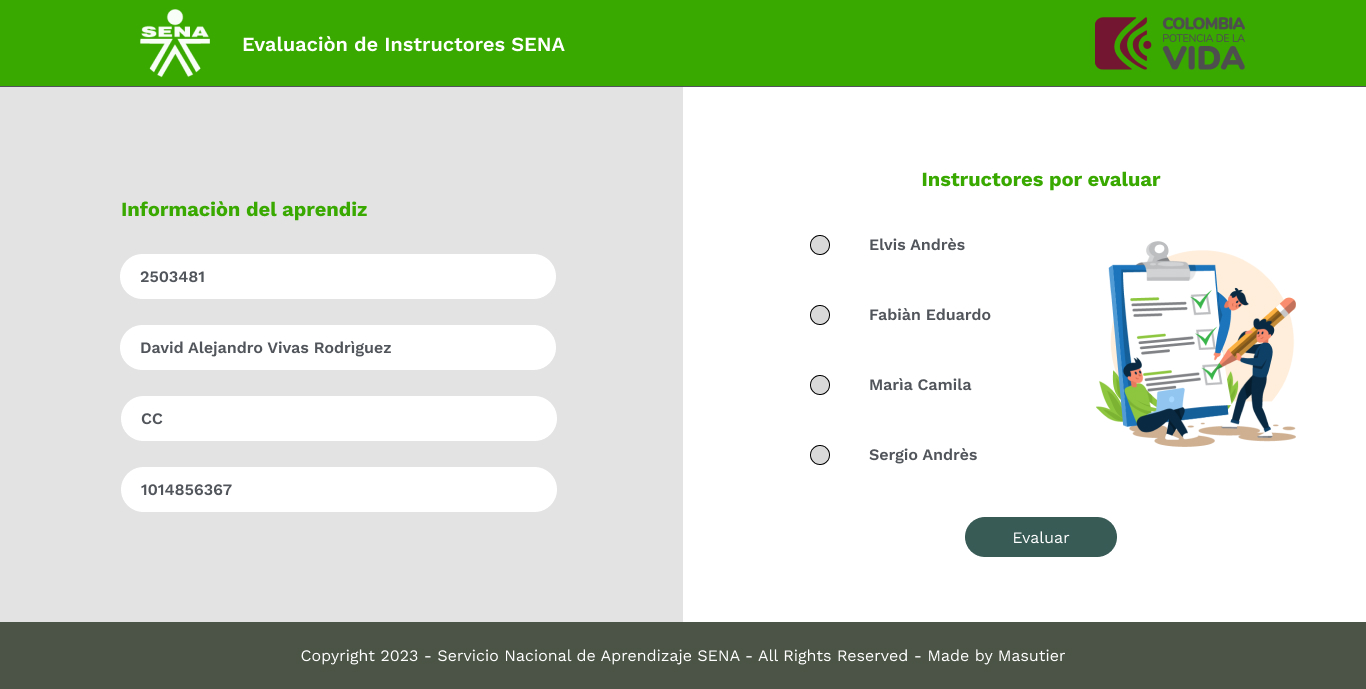 SENA
Evaluaciòn de Instructores SENA
COLOMBIA
POTENCIA DE LA
VIDA
Informaciòn del aprendiz
2503481
David Alejandro Vivas Rodrìguez
CC
1014856367
Instructores por evaluar
Elvis Andrès
Fabiàn Eduardo
Marìa Camila
Sergio Andrès
Evaluar
Copyright 2023 - Servicio Nacional de Aprendizaje SENA - All Rights Reserved - Made by Masutier